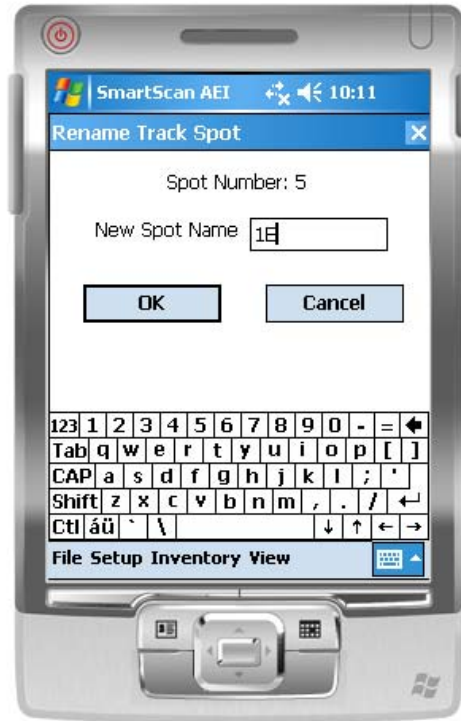 SmartScan AEI 10:11
Rename Track Spot
Spot Number: 5
New Spot Name 1E
OK Cancel
123 1 2 3 4 5 6 7 8 9 0 - =
Tab q w e r t y u i o p [ ]
CAP a s d f g h j k l ; '
Shift z x c v b n m , . /
Ctl áü ` \
File Setup Inventory View